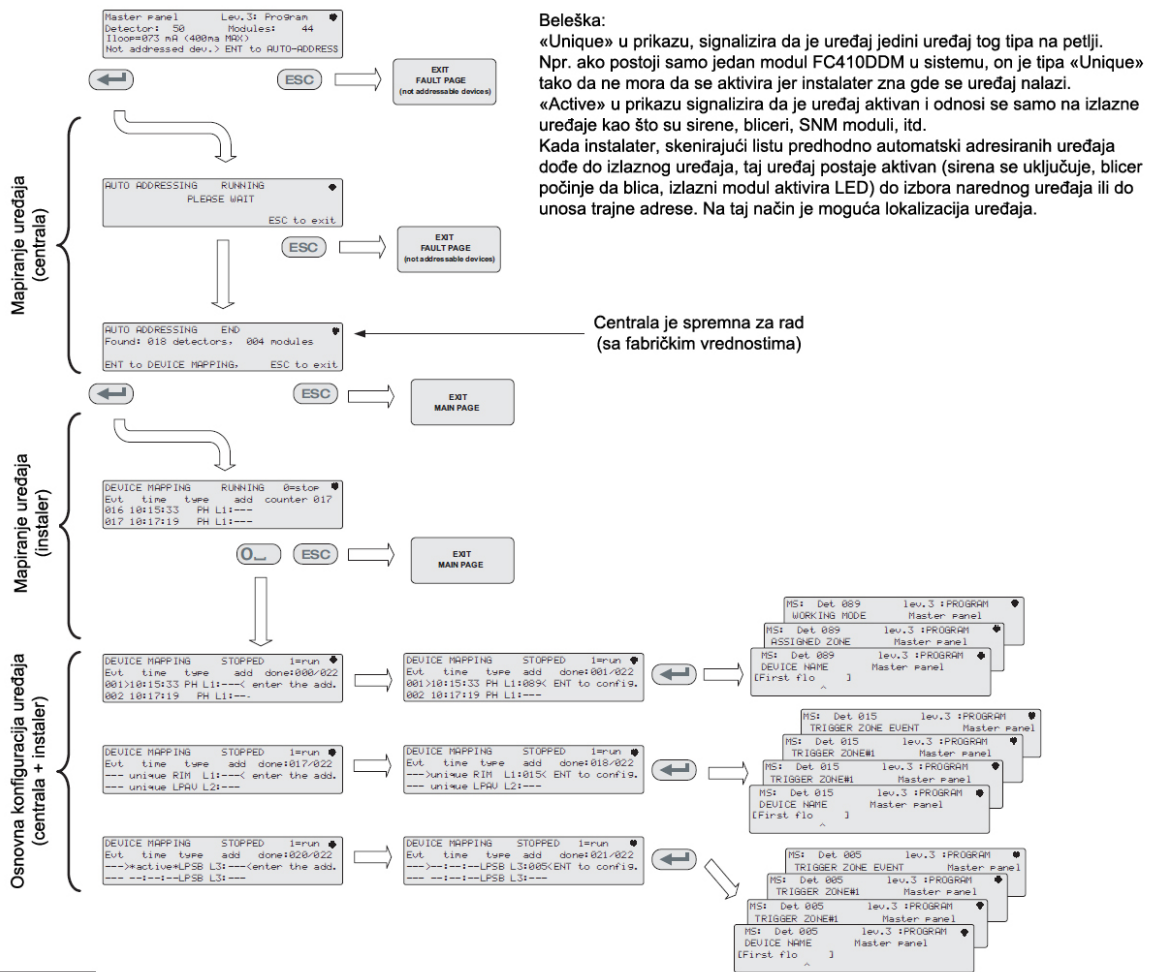 Master panel Lev.3: Program
Detector: 50 Modules: 44
Iloop=073 mA (400ma MAX)
Not addressed dev.> ENT to AUTO-ADDRESS
ESC
EXIT
FAULT PAGE
(not addressable devices)
Beleška:
«Unique» u prikazu, signalizira da je uređaj jedini uređaj tog tipa na petlji.
Npr. ako postoji samo jedan modul FC410DDM u sistemu, on je tipa «Unique»
tako da ne mora da se aktivira jer instalater zna gde se uređaj nalazi.
«Active» u prikazu signalizira da je uređaj aktivan i odnosi se samo na izlazne
uređaje kao što su sirene, bliceri, SNM moduli, itd.
Kada instalater, skenirajući listu predhodno automatski adresiranih uređaja
dođe do izlaznog uređaja, taj uređaj postaje aktivan (sirena se uključuje, blicer
počinje da blica, izlazni modul aktivira LED) do izbora narednog uređaja ili do
unosa trajne adrese. Na taj način je moguća lokalizacija uređaja.
Mapiranje uređaja
(centrala)
AUTO ADDRESSING RUNNING
PLEASE WAIT
ESC to exit
ESC
EXIT
FAULT PAGE
(not addressable devices)
AUTO ADDRESSING END
Found: 018 detectors, 004 modules
ENT to DEVICE MAPPING, ESC to exit
Centrala je spremna za rad
(sa fabričkim vrednostima)
ESC
EXIT
MAIN PAGE
Mapiranje uređaja
(instaler)
DEVICE MAPPING RUNNING 0=stop
Evt time type add counter 017
016 10:15:33 PH L1:---
017 10:17:19 PH L1:---
0⎵ ESC
EXIT
MAIN PAGE
Osnovna konfiguracija uređaja
(centrala + instaler)
DEVICE MAPPING STOPPED 1=run
Evt time type add done:000/022
001>10:15:33 PH L1:---< enter the add.
002 10:17:19 PH L1:--.
DEVICE MAPPING STOPPED 1=run
Evt time type add done:001/022
001>10:15:33 PH L1:089< ENT to config.
002 10:17:19 PH L1:---
MS: Det 089 lev.3 :PROGRAM
WORKING MODE Master panel
MS: Det 089 lev.3 :PROGRAM
ASSIGNED ZONE Master panel
MS: Det 089 lev.3 :PROGRAM
DEVICE NAME Master panel
[First flo ]
^
DEVICE MAPPING STOPPED 1=run
Evt time type add done:017/022
--- unique RIM L1:---< enter the add.
--- unique LPAV L2:---
DEVICE MAPPING STOPPED 1=run
Evt time type add done:018/022
--->unique RIM L1:015< ENT to config.
--- unique LPAV L2:---
MS: Det 015 lev.3 :PROGRAM
TRIGGER ZONE EVENT Master panel
MS: Det 015 lev.3 :PROGRAM
TRIGGER ZONE#1 Master panel
MS: Det 015 lev.3 :PROGRAM
TRIGGER ZONE#1 Master panel
MS: Det 015 lev.3 :PROGRAM
DEVICE NAME Master panel
[First flo ]
^
DEVICE MAPPING STOPPED 1=run
Evt time type add done:020/022
--->*active*LPSB L3:---<enter the add.
--- --:--:--LPSB L3:---
DEVICE MAPPING STOPPED 1=run
Evt time type add done:021/022
--->--:--:--LPSB L3:005<ENT to config.
--- --:--:--LPSB L3:---
MS: Det 005 lev.3 :PROGRAM
TRIGGER ZONE EVENT Master panel
MS: Det 005 lev.3 :PROGRAM
TRIGGER ZONE#1 Master panel
MS: Det 005 lev.3 :PROGRAM
TRIGGER ZONE#1 Master panel
MS: Det 005 lev.3 :PROGRAM
DEVICE NAME Master panel
[First flo ]
^